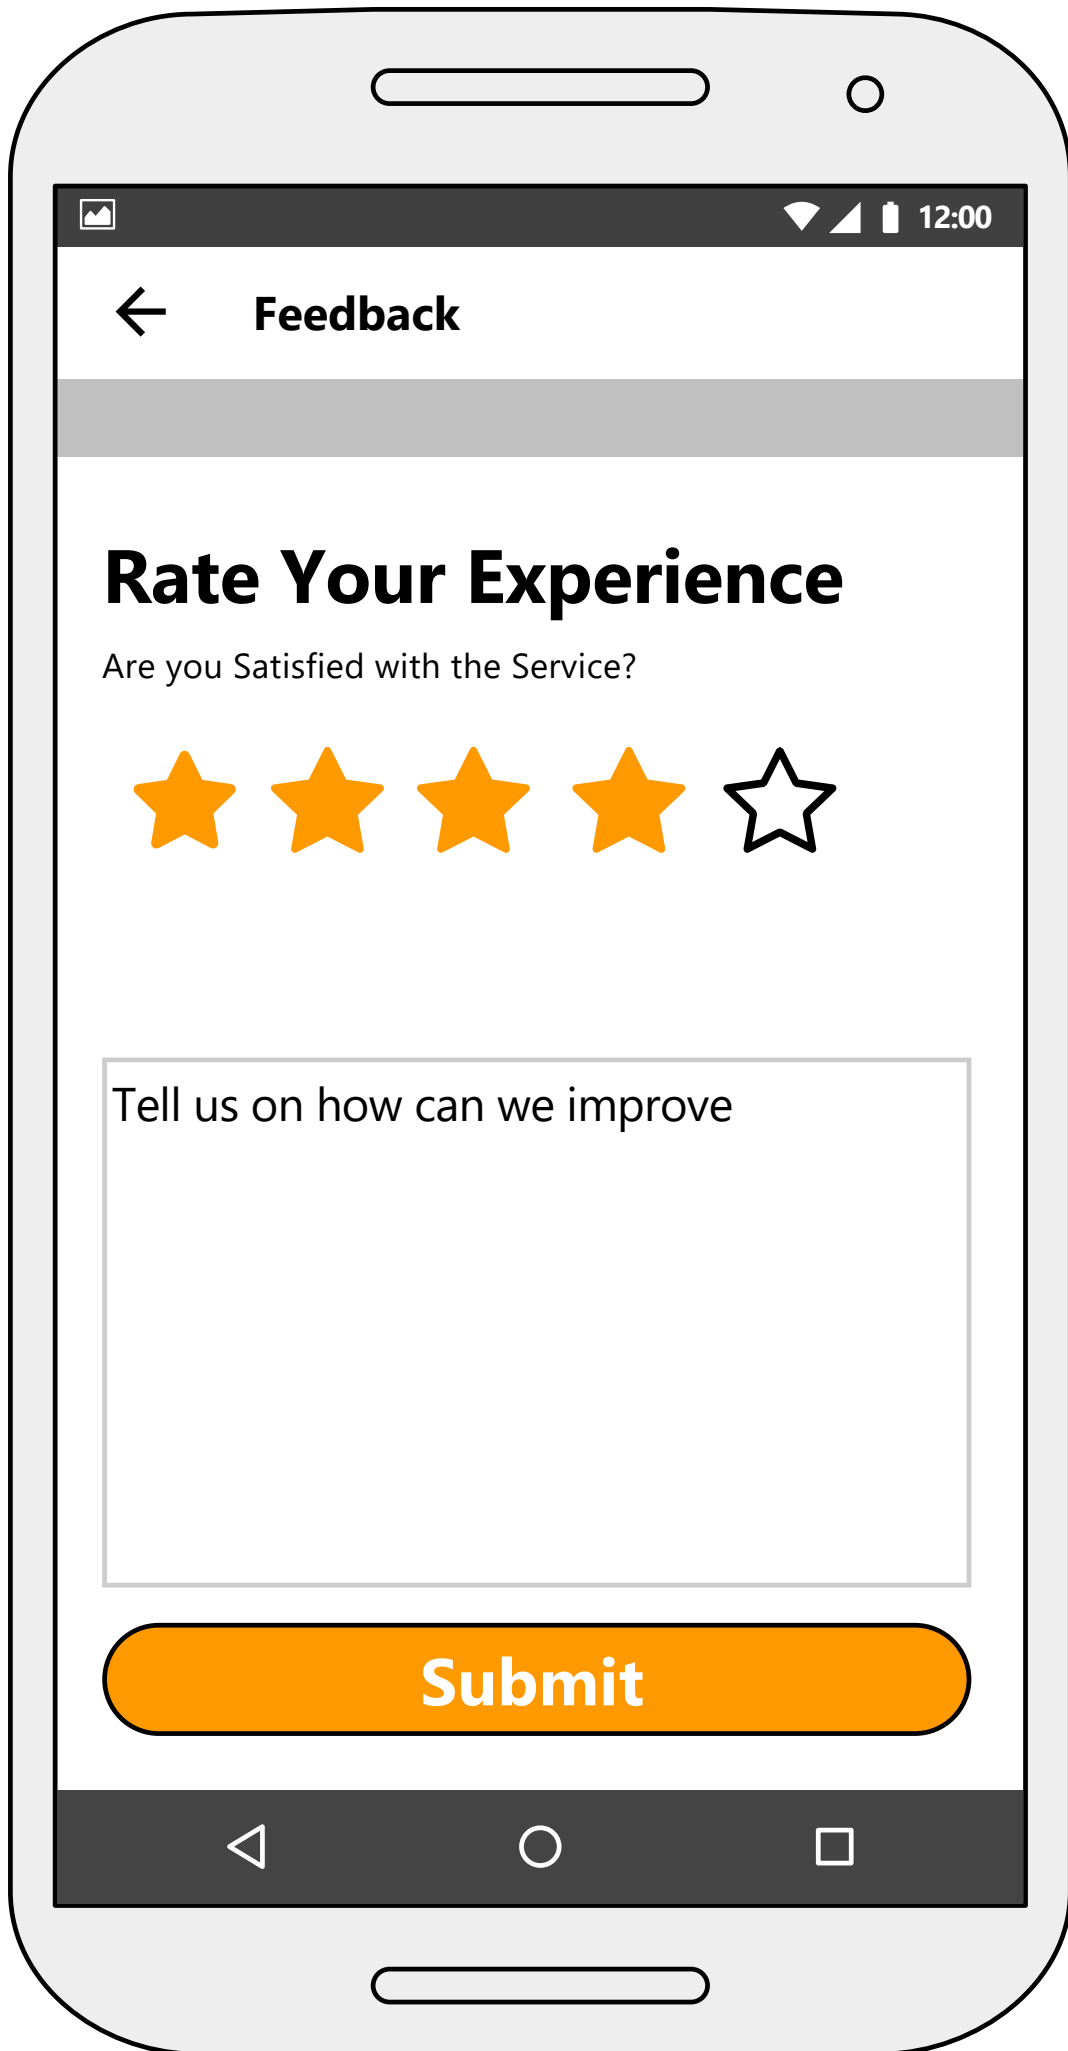 12:00
Feedback
Rate Your Experience
Are you Satisfied with the Service?
Tell us on how can we improve
Submit